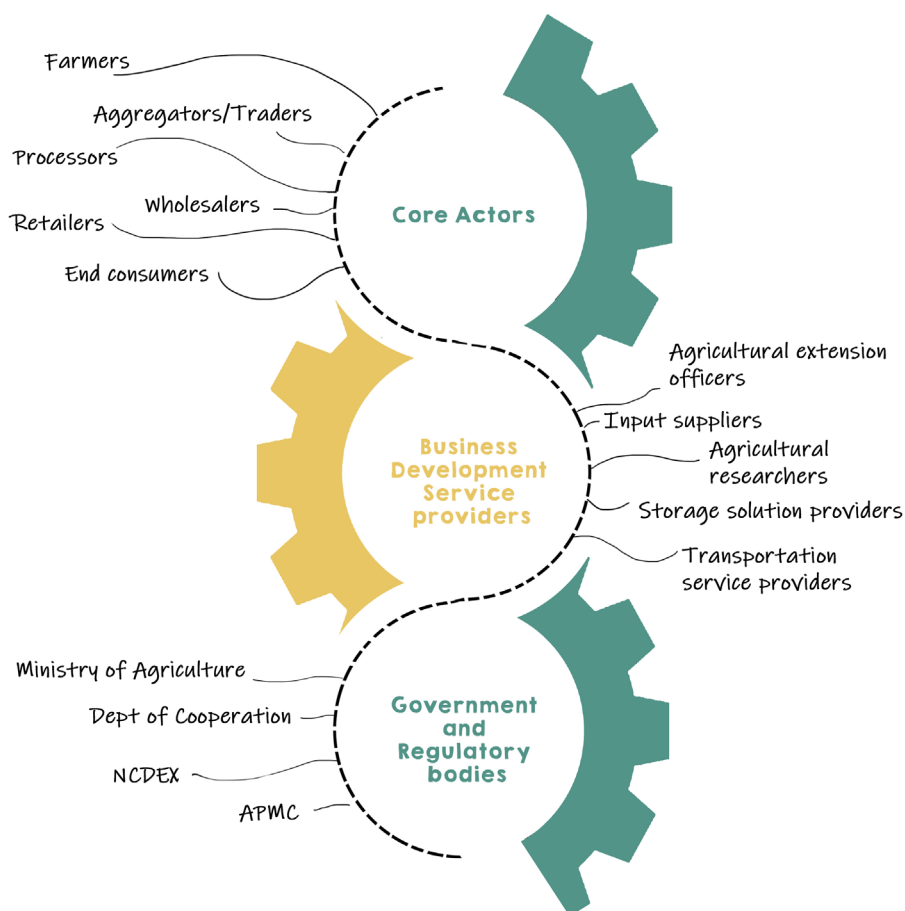 Farmers
Aggregators/Traders
Processors
Wholesalers
Retailers
End consumers
Core Actors
Agricultural extension
officers
Input suppliers
Agricultural
researchers
Storage solution providers
Transportation
service providers
Business
Development
Service
providers
Ministry of Agriculture
Dept of Cooperation
NCDEX
APMC
Government
and
Regulatory
bodies